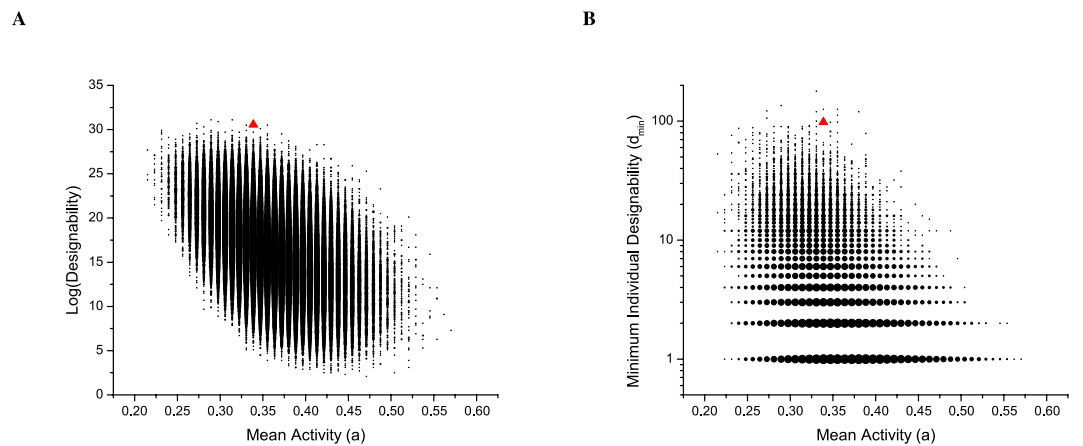 A
B
35
30
25
20
15
10
5
0
Log(Designability)
0.20 0.25 0.30 0.35 0.40 0.45 0.50 0.55 0.60
Mean Activity (a)
100
10
1
Minimum Individual Designability (d_min)
0.20 0.25 0.30 0.35 0.40 0.45 0.50 0.55 0.60
Mean Activity (a)